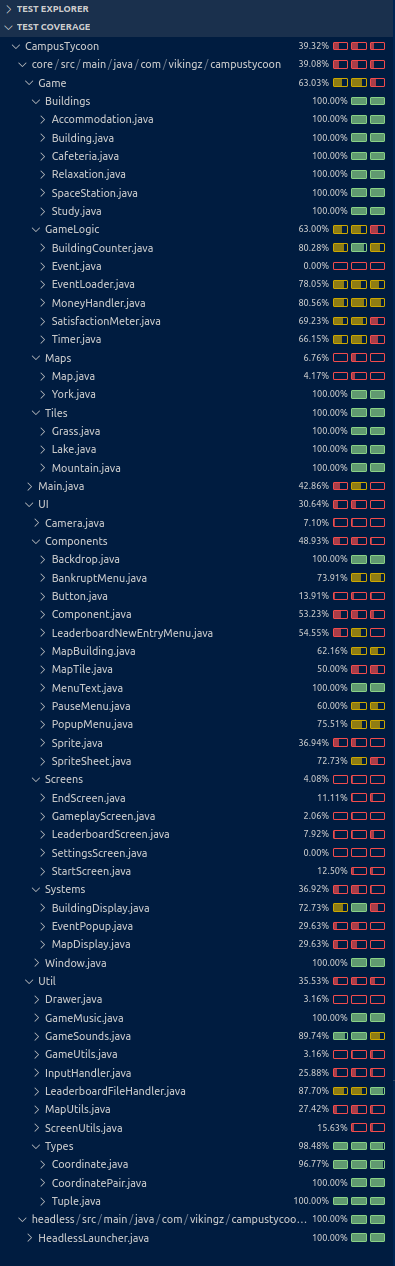 TEST EXPLORER
TEST COVERAGE
CampusTycoon 39.32%
core/src/main/java/com/vikingz/campustycoon 39.08%
Game 63.03%
Buildings 100.00%
Accommodation.java 100.00%
Building.java 100.00%
Cafeteria.java 100.00%
Relaxation.java 100.00%
SpaceStation.java 100.00%
Study.java 100.00%
GameLogic 63.00%
BuildingCounter.java 80.28%
Event.java 0.00%
EventLoader.java 78.05%
MoneyHandler.java 80.56%
SatisfactionMeter.java 69.23%
Timer.java 66.15%
Maps 6.76%
Map.java 4.17%
York.java 100.00%
Tiles 100.00%
Grass.java 100.00%
Lake.java 100.00%
Mountain.java 100.00%
Main.java 42.86%
UI 30.64%
Camera.java 7.10%
Components 48.93%
Backdrop.java 100.00%
BankruptMenu.java 73.91%
Button.java 13.91%
Component.java 53.23%
LeaderboardNewEntryMenu.java 54.55%
MapBuilding.java 62.16%
MapTile.java 50.00%
MenuText.java 100.00%
PauseMenu.java 60.00%
PopupMenu.java 75.51%
Sprite.java 36.94%
SpriteSheet.java 72.73%
Screens 4.08%
EndScreen.java 11.11%
GameplayScreen.java 2.06%
LeaderboardScreen.java 7.92%
SettingsScreen.java 0.00%
StartScreen.java 12.50%
Systems 36.92%
BuildingDisplay.java 72.73%
EventPopup.java 29.63%
MapDisplay.java 29.63%
Window.java 100.00%
Util 35.53%
Drawer.java 3.16%
GameMusic.java 100.00%
GameSounds.java 89.74%
GameUtils.java 3.16%
InputHandler.java 25.88%
LeaderboardFileHandler.java 87.70%
MapUtils.java 27.42%
ScreenUtils.java 15.63%
Types 98.48%
Coordinate.java 96.77%
CoordinatePair.java 100.00%
Tuple.java 100.00%
headless/src/main/java/com/vikingz/campustycoo... 100.00%
HeadlessLauncher.java 100.00%